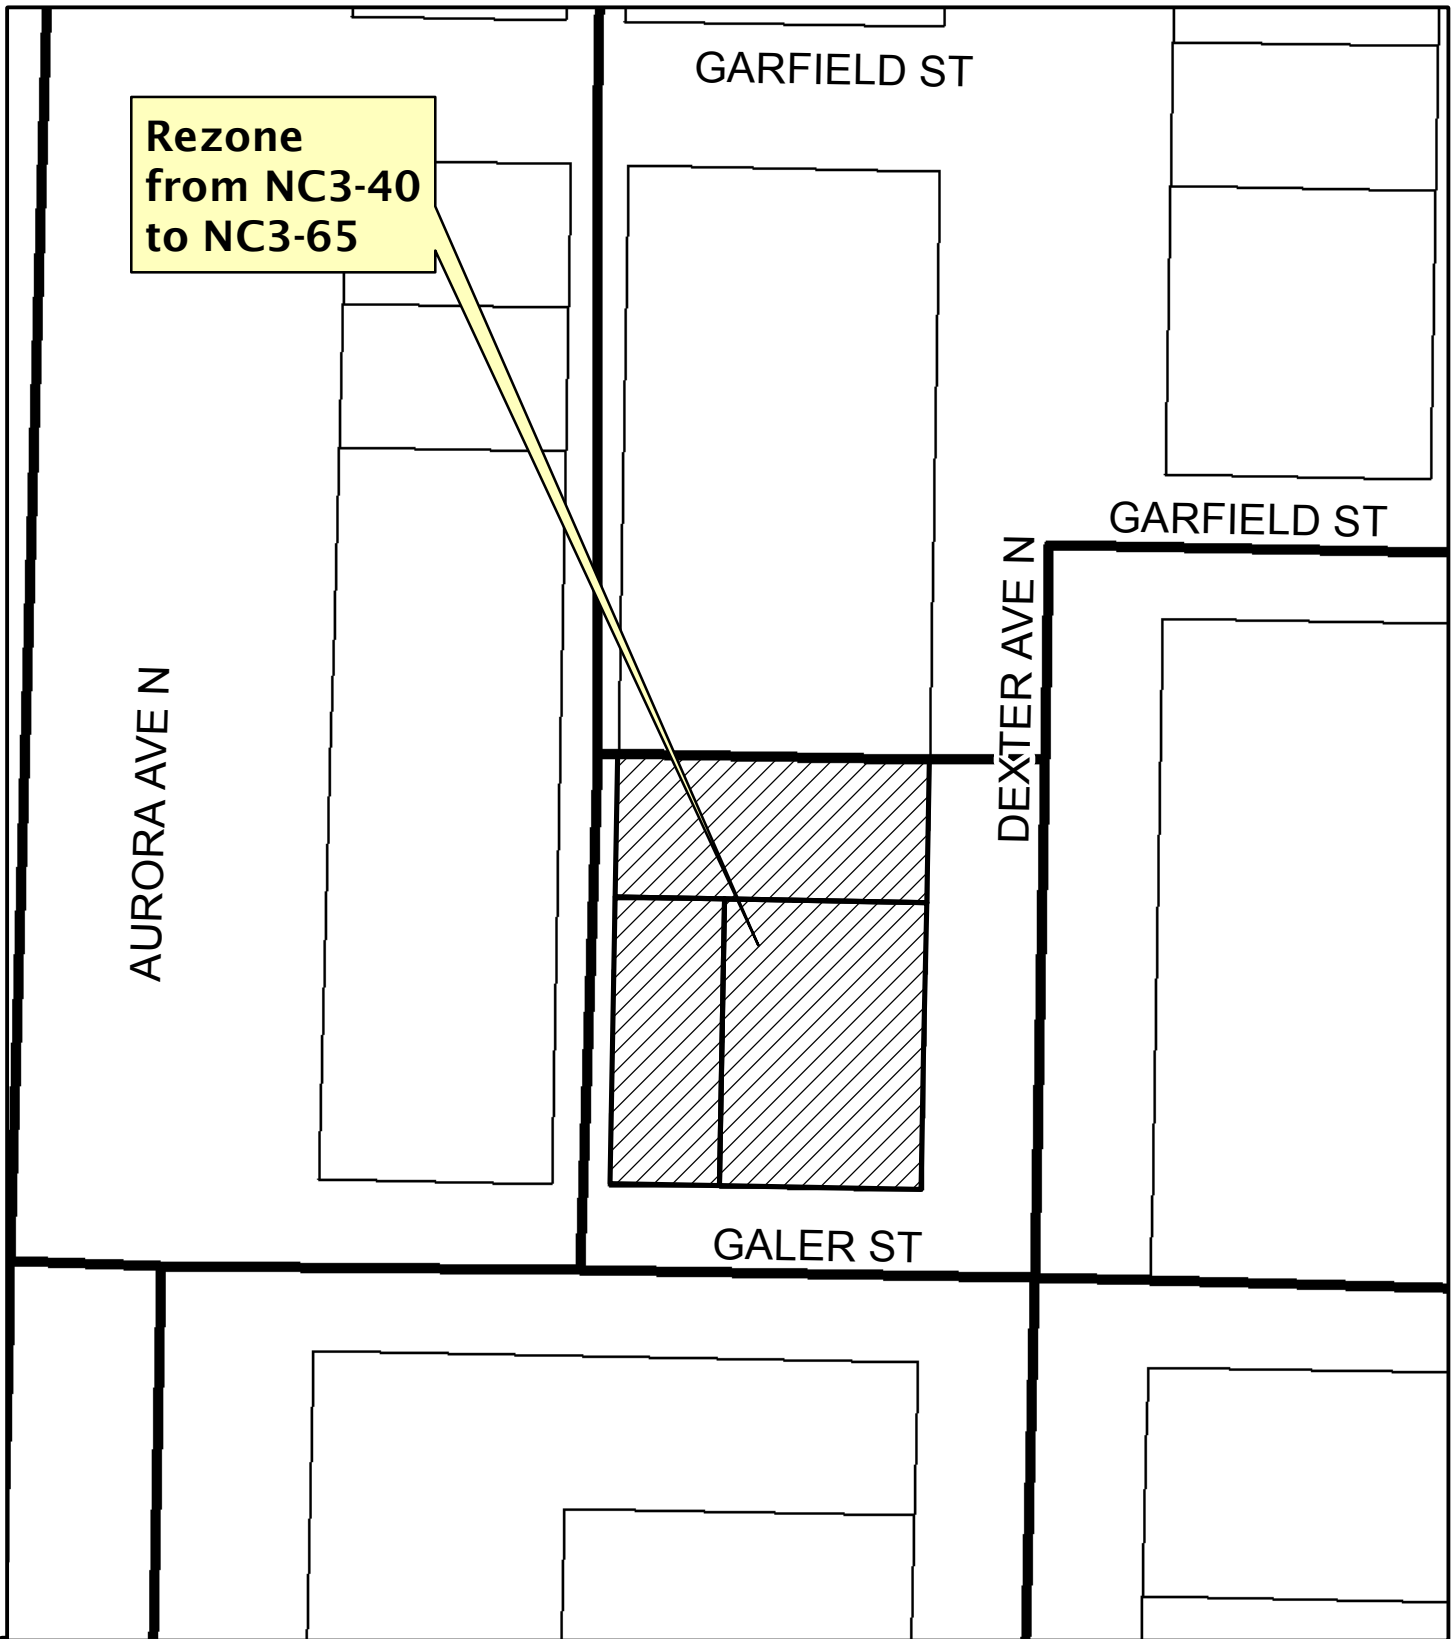 GARFIELD ST
Rezone
from NC3-40
to NC3-65
GARFIELD ST
DEXTER AVE N
AURORA AVE N
GALER ST